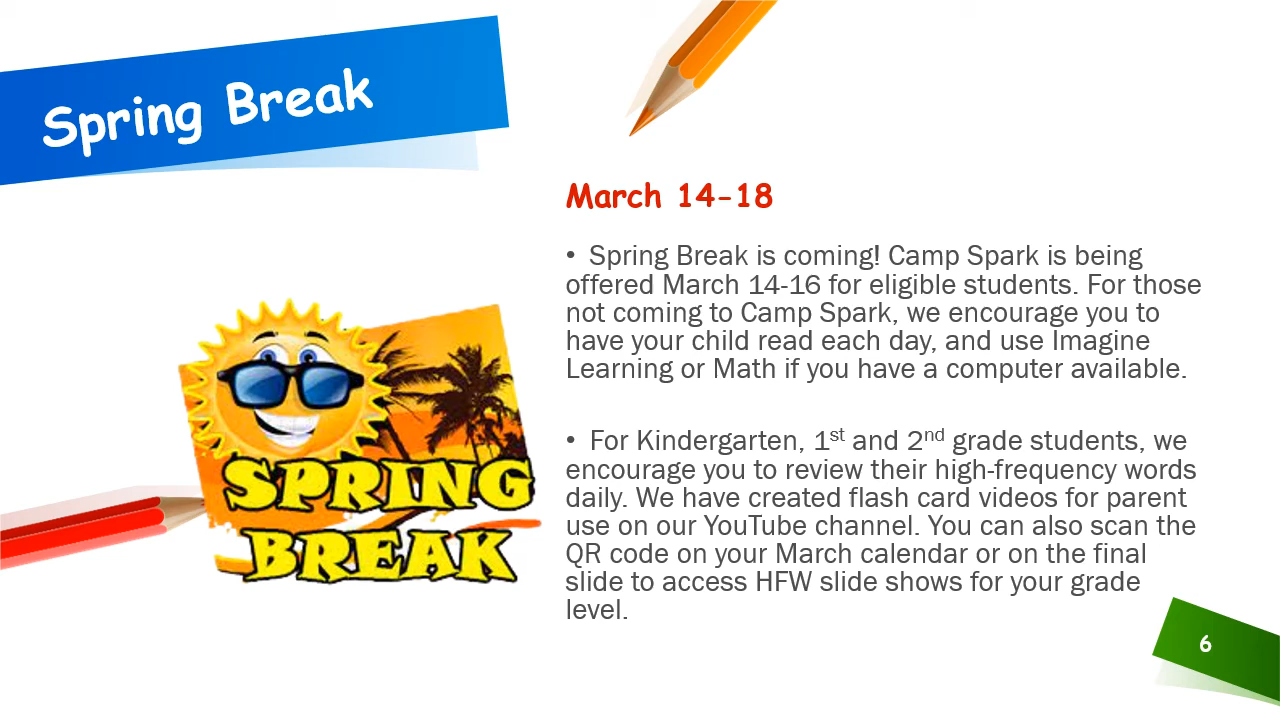 Spring Break
March 14-18
• Spring Break is coming! Camp Spark is being
offered March 14-16 for eligible students. For those
not coming to Camp Spark, we encourage you to
have your child read each day, and use Imagine
Learning or Math if you have a computer available.
SPRING
BREAK
• For Kindergarten, 1st and 2nd grade students, we
encourage you to review their high-frequency words
daily. We have created flash card videos for parent
use on our YouTube channel. You can also scan the
QR code on your March calendar or on the final
slide to access HFW slide shows for your grade
level.
6